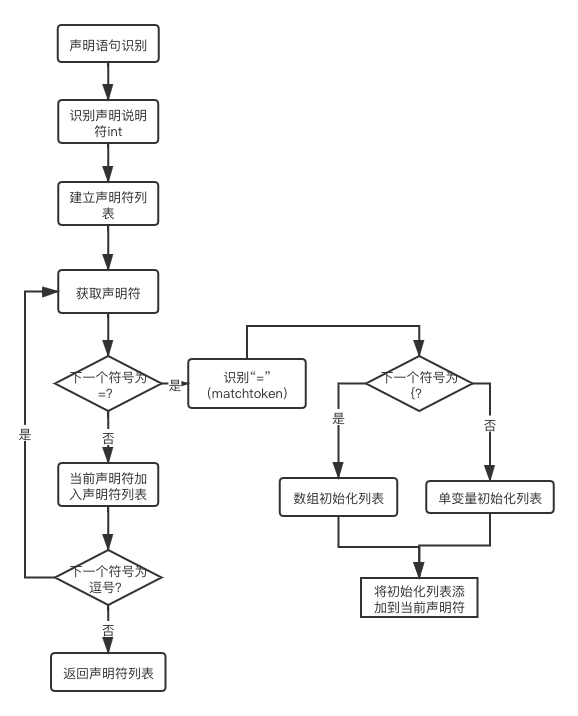 声明语句识别
识别声明说明
符int
建立声明符列
表
获取声明符
下一个符号为
=?
是
识别“=”
(matchtoken)
下一个符号为
{?
是
否
是
否
当前声明符加
入声明符列表
数组初始化列表
单变量初始化列表
下一个符号为
逗号?
将初始化列表添
加到当前声明符
否
返回声明符列表